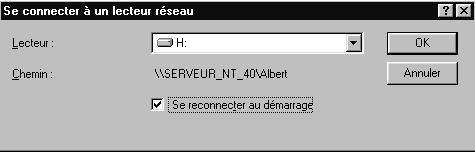 Se connecter à un lecteur réseau
Lecteur : H: OK
Chemin : \\SERVEUR_NT_40\Albert Annuler
Se reconnecter au démarrage